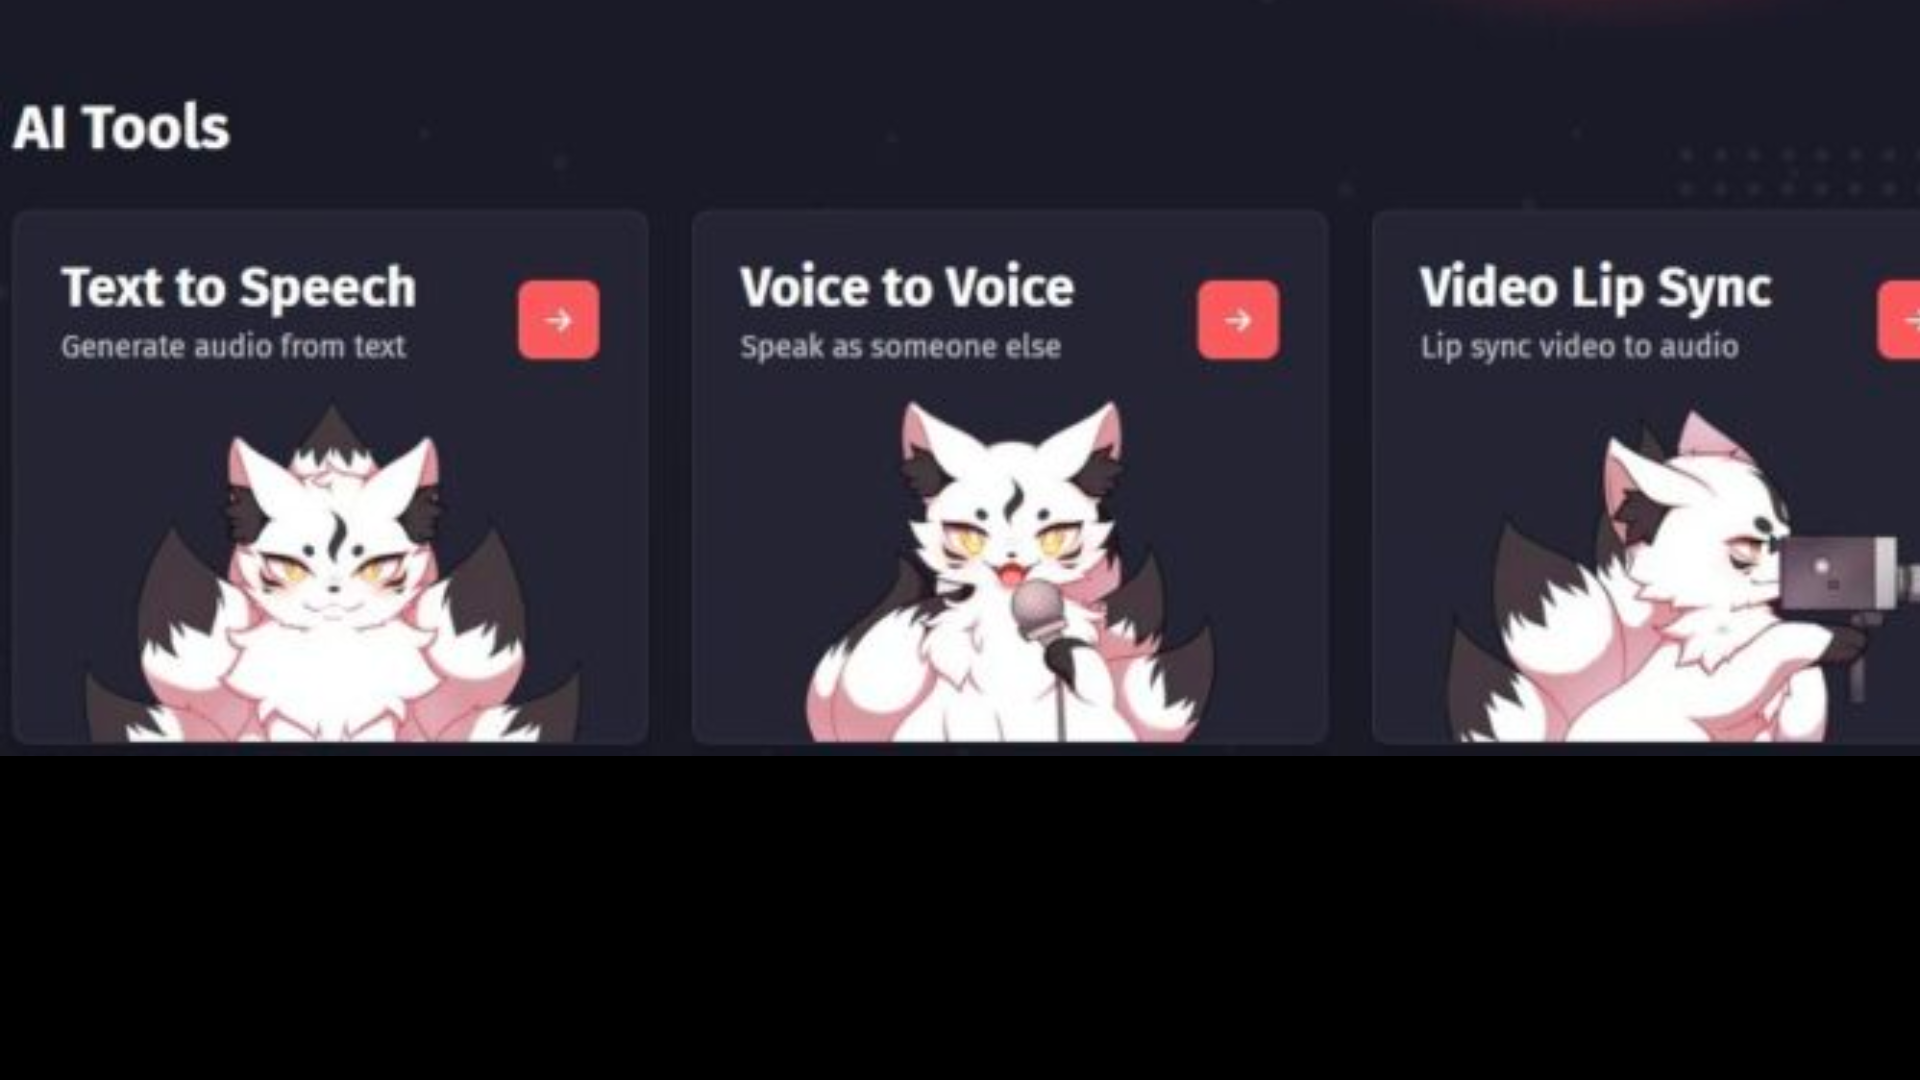 AI Tools
Text to Speech
Generate audio from text
Voice to Voice
Speak as someone else
Video Lip Sync
Lip sync video to audio